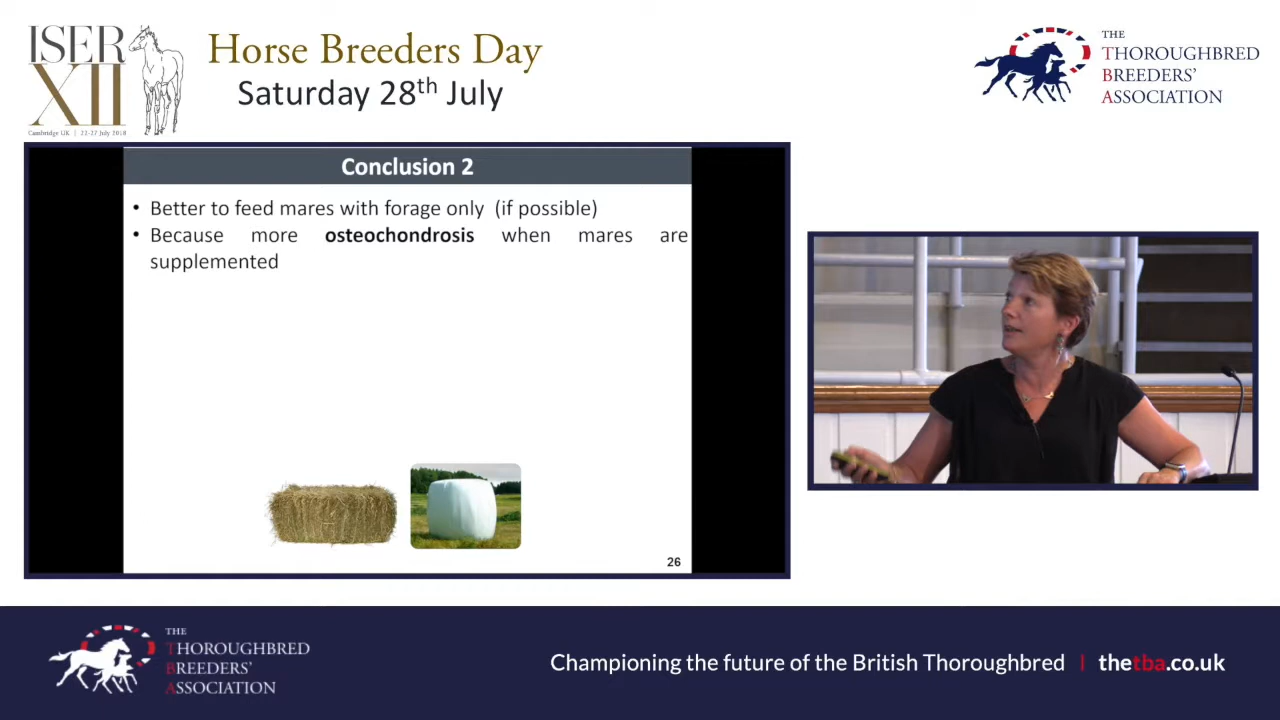 ISER
XII
Cambridge UK | 22-27 July 2018
Horse Breeders Day
Saturday 28th July
THE
THOROUGHBRED
BREEDERS'
ASSOCIATION
Conclusion 2
• Better to feed mares with forage only (if possible)
• Because more osteochondrosis when mares are
supplemented
26
THE
THOROUGHBRED
BREEDERS'
ASSOCIATION
Championing the future of the British Thoroughbred | thetba.co.uk